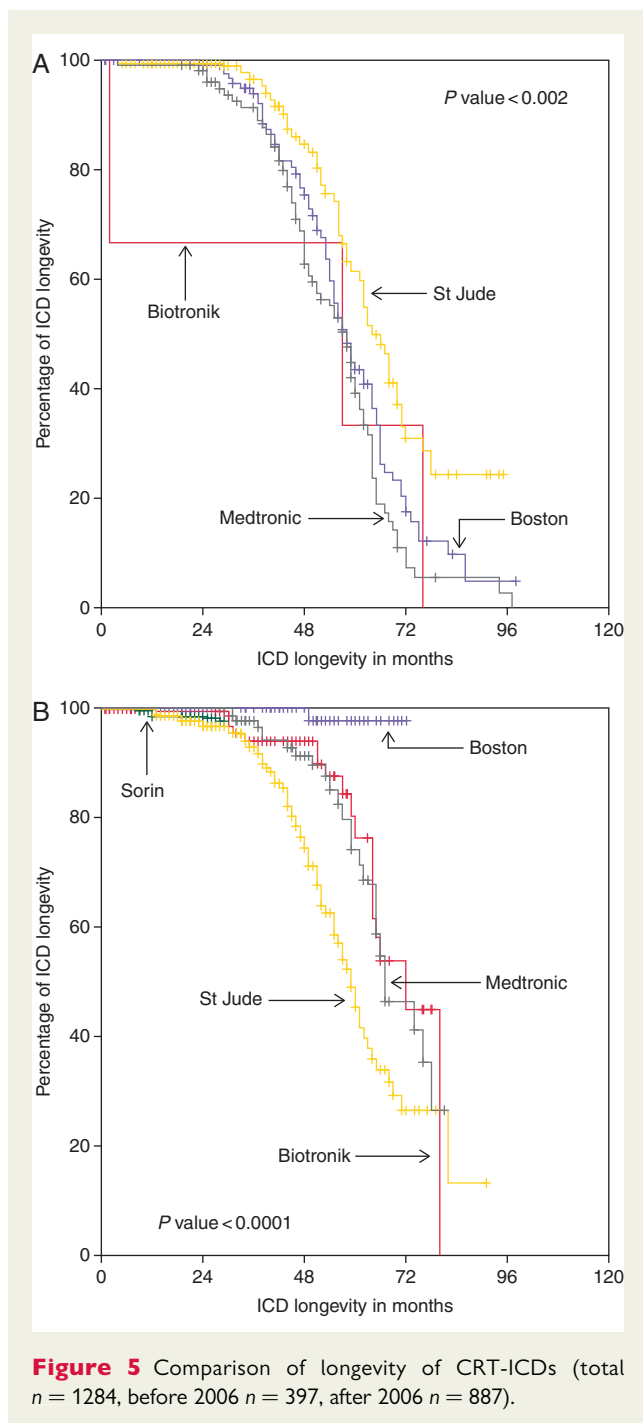 A
P value < 0.002
Percentage of ICD longevity
100
80
60
40
20
0
Biotronik
St Jude
Medtronic
Boston
0 24 48 72 96 120
ICD longevity in months
B
Percentage of ICD longevity
100
80
60
40
20
0
Sorin
Boston
Medtronic
St Jude
Biotronik
P value < 0.0001
0 24 48 72 96 120
ICD longevity in months
Figure 5 Comparison of longevity of CRT-ICDs (total
n = 1284, before 2006 n = 397, after 2006 n = 887).